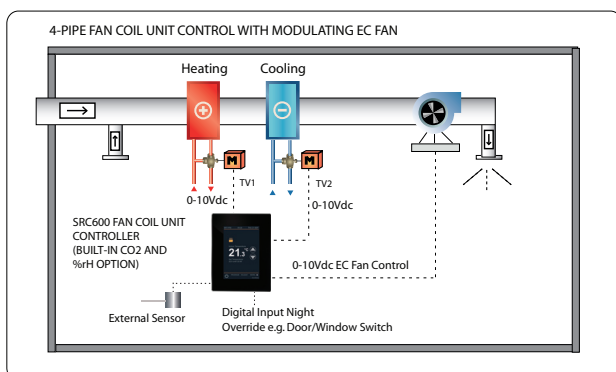 4-PIPE FAN COIL UNIT CONTROL WITH MODULATING EC FAN
Heating
Cooling
M
TV1
M
TV2
0-10Vdc
0-10Vdc
SRC600 FAN COIL UNIT
CONTROLLER
(BUILT-IN CO2 AND
%rH OPTION)
21.
0-10Vdc EC Fan Control
External Sensor
Digital Input Night
Override e.g. Door/Window Switch